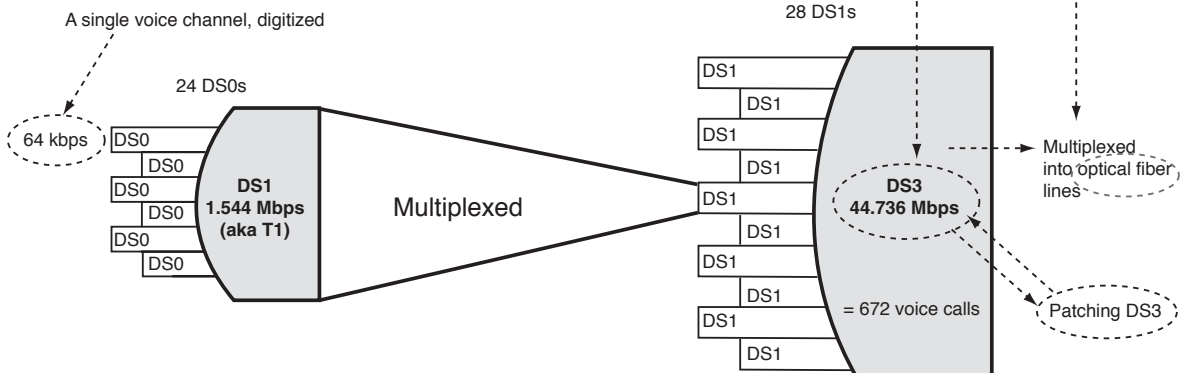 A single voice channel, digitized
28 DS1s
24 DS0s
64 kbps
DS0
DS0
DS0
DS0
DS0
DS0
DS1
1.544 Mbps
(aka T1)
Multiplexed
DS1
DS1
DS1
DS1
DS1
DS1
DS1
DS1
DS1
DS1
DS3
44.736 Mbps
= 672 voice calls
Multiplexed
into optical fiber
lines
Patching DS3